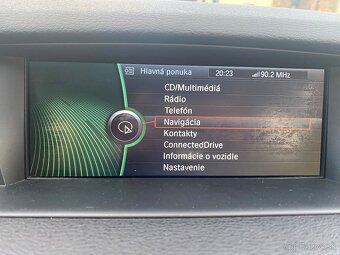 Hlavná ponuka 20:23 90.2 MHz
CD/Multimédiá
Rádio
Telefón
Navigácia
Kontakty
ConnectedDrive
Informácie o vozidle
Nastavenie